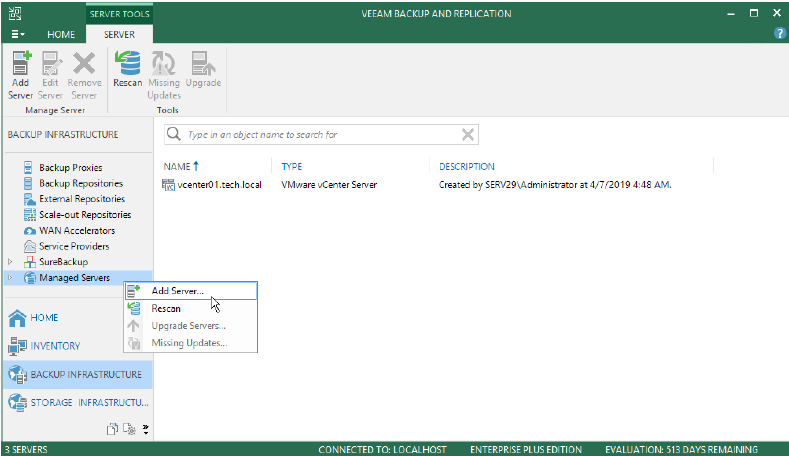 SERVER TOOLS
VEEAM BACKUP AND REPLICATION
HOME
SERVER
?
Add Server
Edit Server
Remove Server
Rescan
Missing Updates
Upgrade
Manage Server
Tools
BACKUP INFRASTRUCTURE
Type in an object name to search for
Backup Proxies
Backup Repositories
External Repositories
Scale-out Repositories
WAN Accelerators
Service Providers
SureBackup
Managed Servers
NAME
TYPE
DESCRIPTION
vcenter01.tech.local
VMware vCenter Server
Created by SERV29\Administrator at 4/7/2019 4:48 AM.
Add Server...
Rescan
Upgrade Servers...
Missing Updates...
HOME
INVENTORY
BACKUP INFRASTRUCTURE
STORAGE INFRASTRUCTU...
3 SERVERS
CONNECTED TO: LOCALHOST
ENTERPRISE PLUS EDITION
EVALUATION: 513 DAYS REMAINING